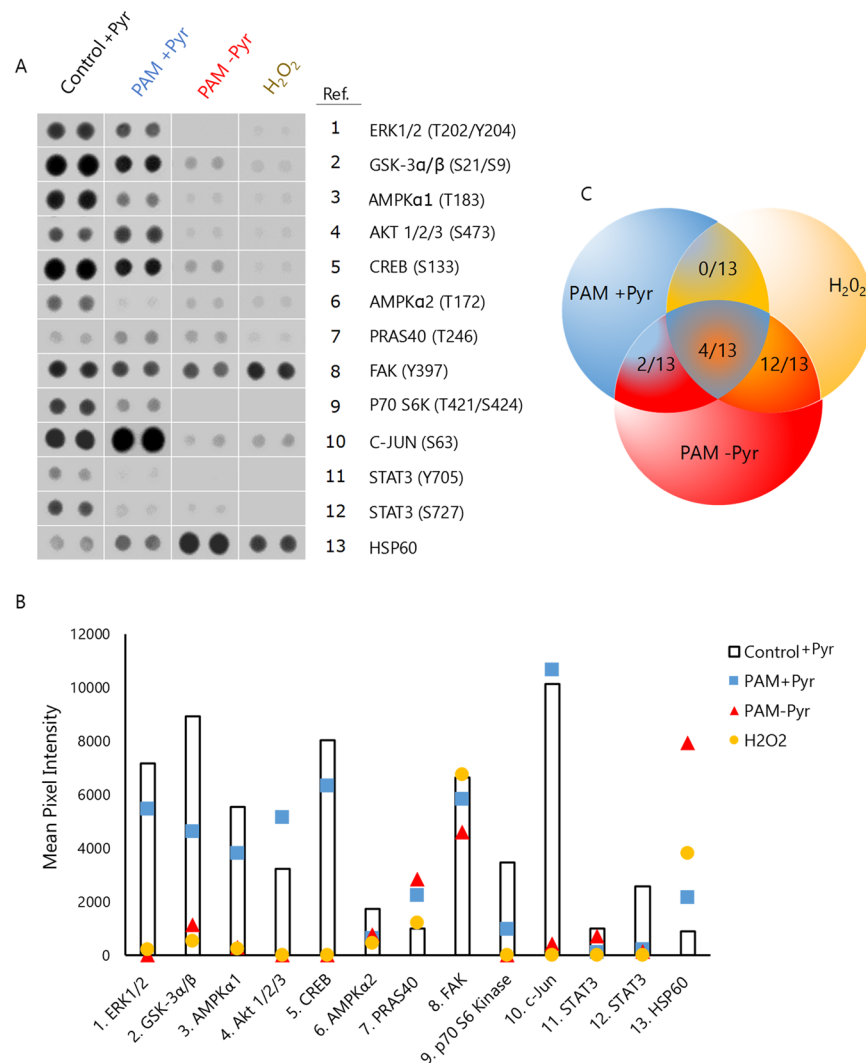 A
Control +Pyr
PAM +Pyr
PAM -Pyr
H₂O₂
Ref.
1 ERK1/2 (T202/Y204)
2 GSK-3α/β (S21/S9)
3 AMPKα1 (T183)
4 AKT 1/2/3 (S473)
5 CREB (S133)
6 AMPKα2 (T172)
7 PRAS40 (T246)
8 FAK (Y397)
9 P70 S6K (T421/S424)
10 C-JUN (S63)
11 STAT3 (Y705)
12 STAT3 (S727)
13 HSP60
C
0/13
PAM +Pyr
H₂0₂
2/13
4/13
12/13
PAM -Pyr
B
Mean Pixel Intensity
12000
10000
8000
6000
4000
2000
0
Control+Pyr
PAM+Pyr
PAM-Pyr
H2O2
1. ERK1/2
2. GSK-3α/β
3. AMPKα1
4. Akt 1/2/3
5. CREB
6. AMPKα2
7. PRAS40
8. FAK
9. p70 S6 Kinase
10. c-Jun
11. STAT3
12. STAT3
13. HSP60